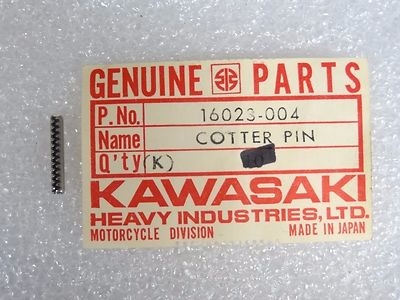 GENUINE PARTS
P.No. 16023-004
Name COTTER PIN
Q'ty (K)
KAWASAKI
HEAVY INDUSTRIES, LTD.
MOTORCYCLE DIVISION MADE IN JAPAN